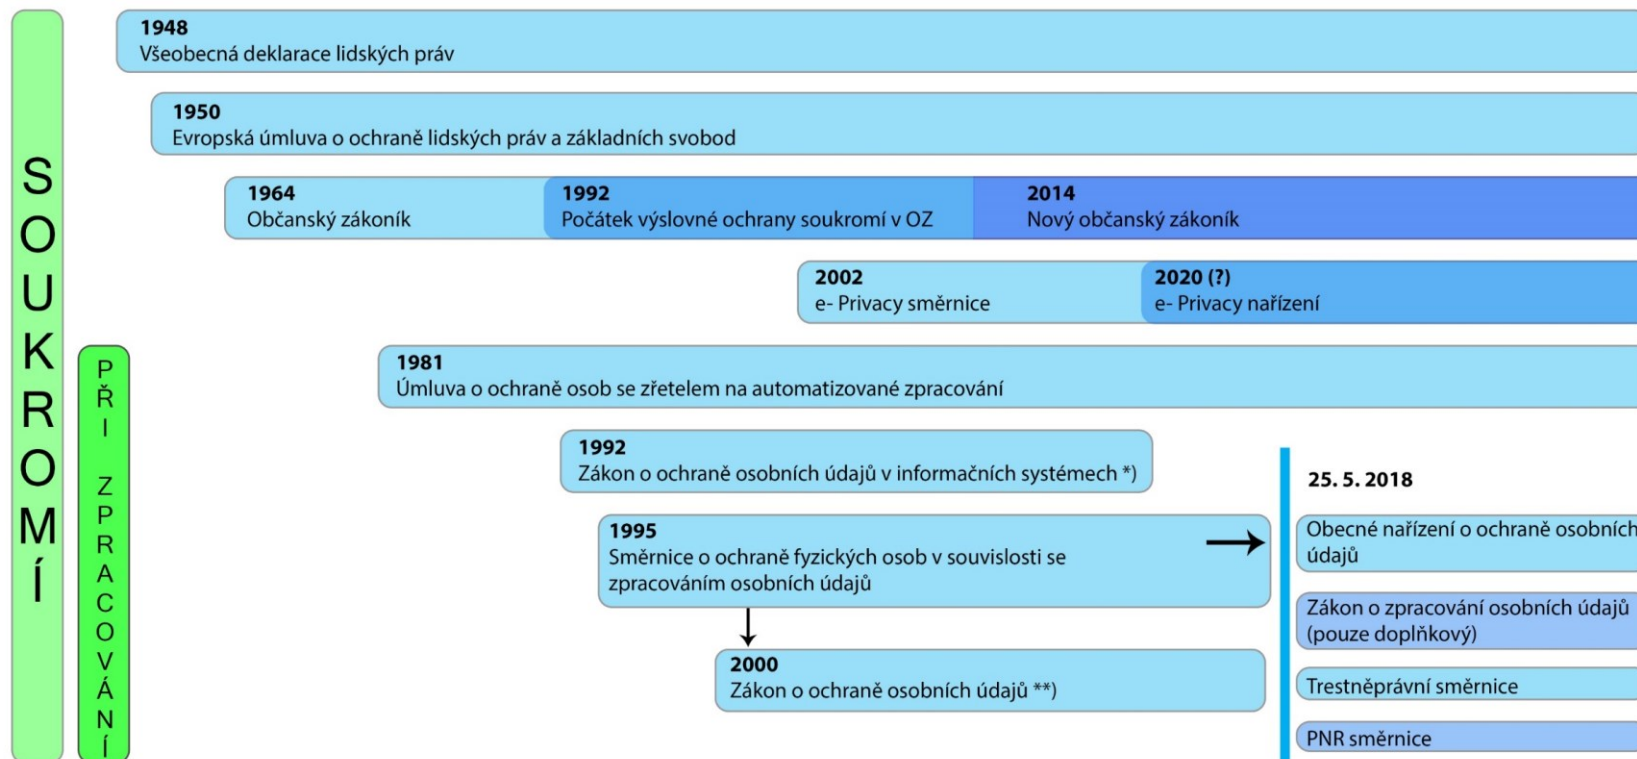 SOUKROMÍ
PŘI ZPRACOVÁNÍ
1948
Všeobecná deklarace lidských práv
1950
Evropská úmluva o ochraně lidských práv a základních svobod
1964
Občanský zákoník
1992
Počátek výslovné ochrany soukromí v OZ
2014
Nový občanský zákoník
2002
e- Privacy směrnice
2020 (?)
e- Privacy nařízení
1981
Úmluva o ochraně osob se zřetelem na automatizované zpracování
1992
Zákon o ochraně osobních údajů v informačních systémech *)
1995
Směrnice o ochraně fyzických osob v souvislosti se
zpracováním osobních údajů
2000
Zákon o ochraně osobních údajů **)
25. 5. 2018
Obecné nařízení o ochraně osobních
údajů
Zákon o zpracování osobních údajů
(pouze doplňkový)
Trestněprávní směrnice
PNR směrnice